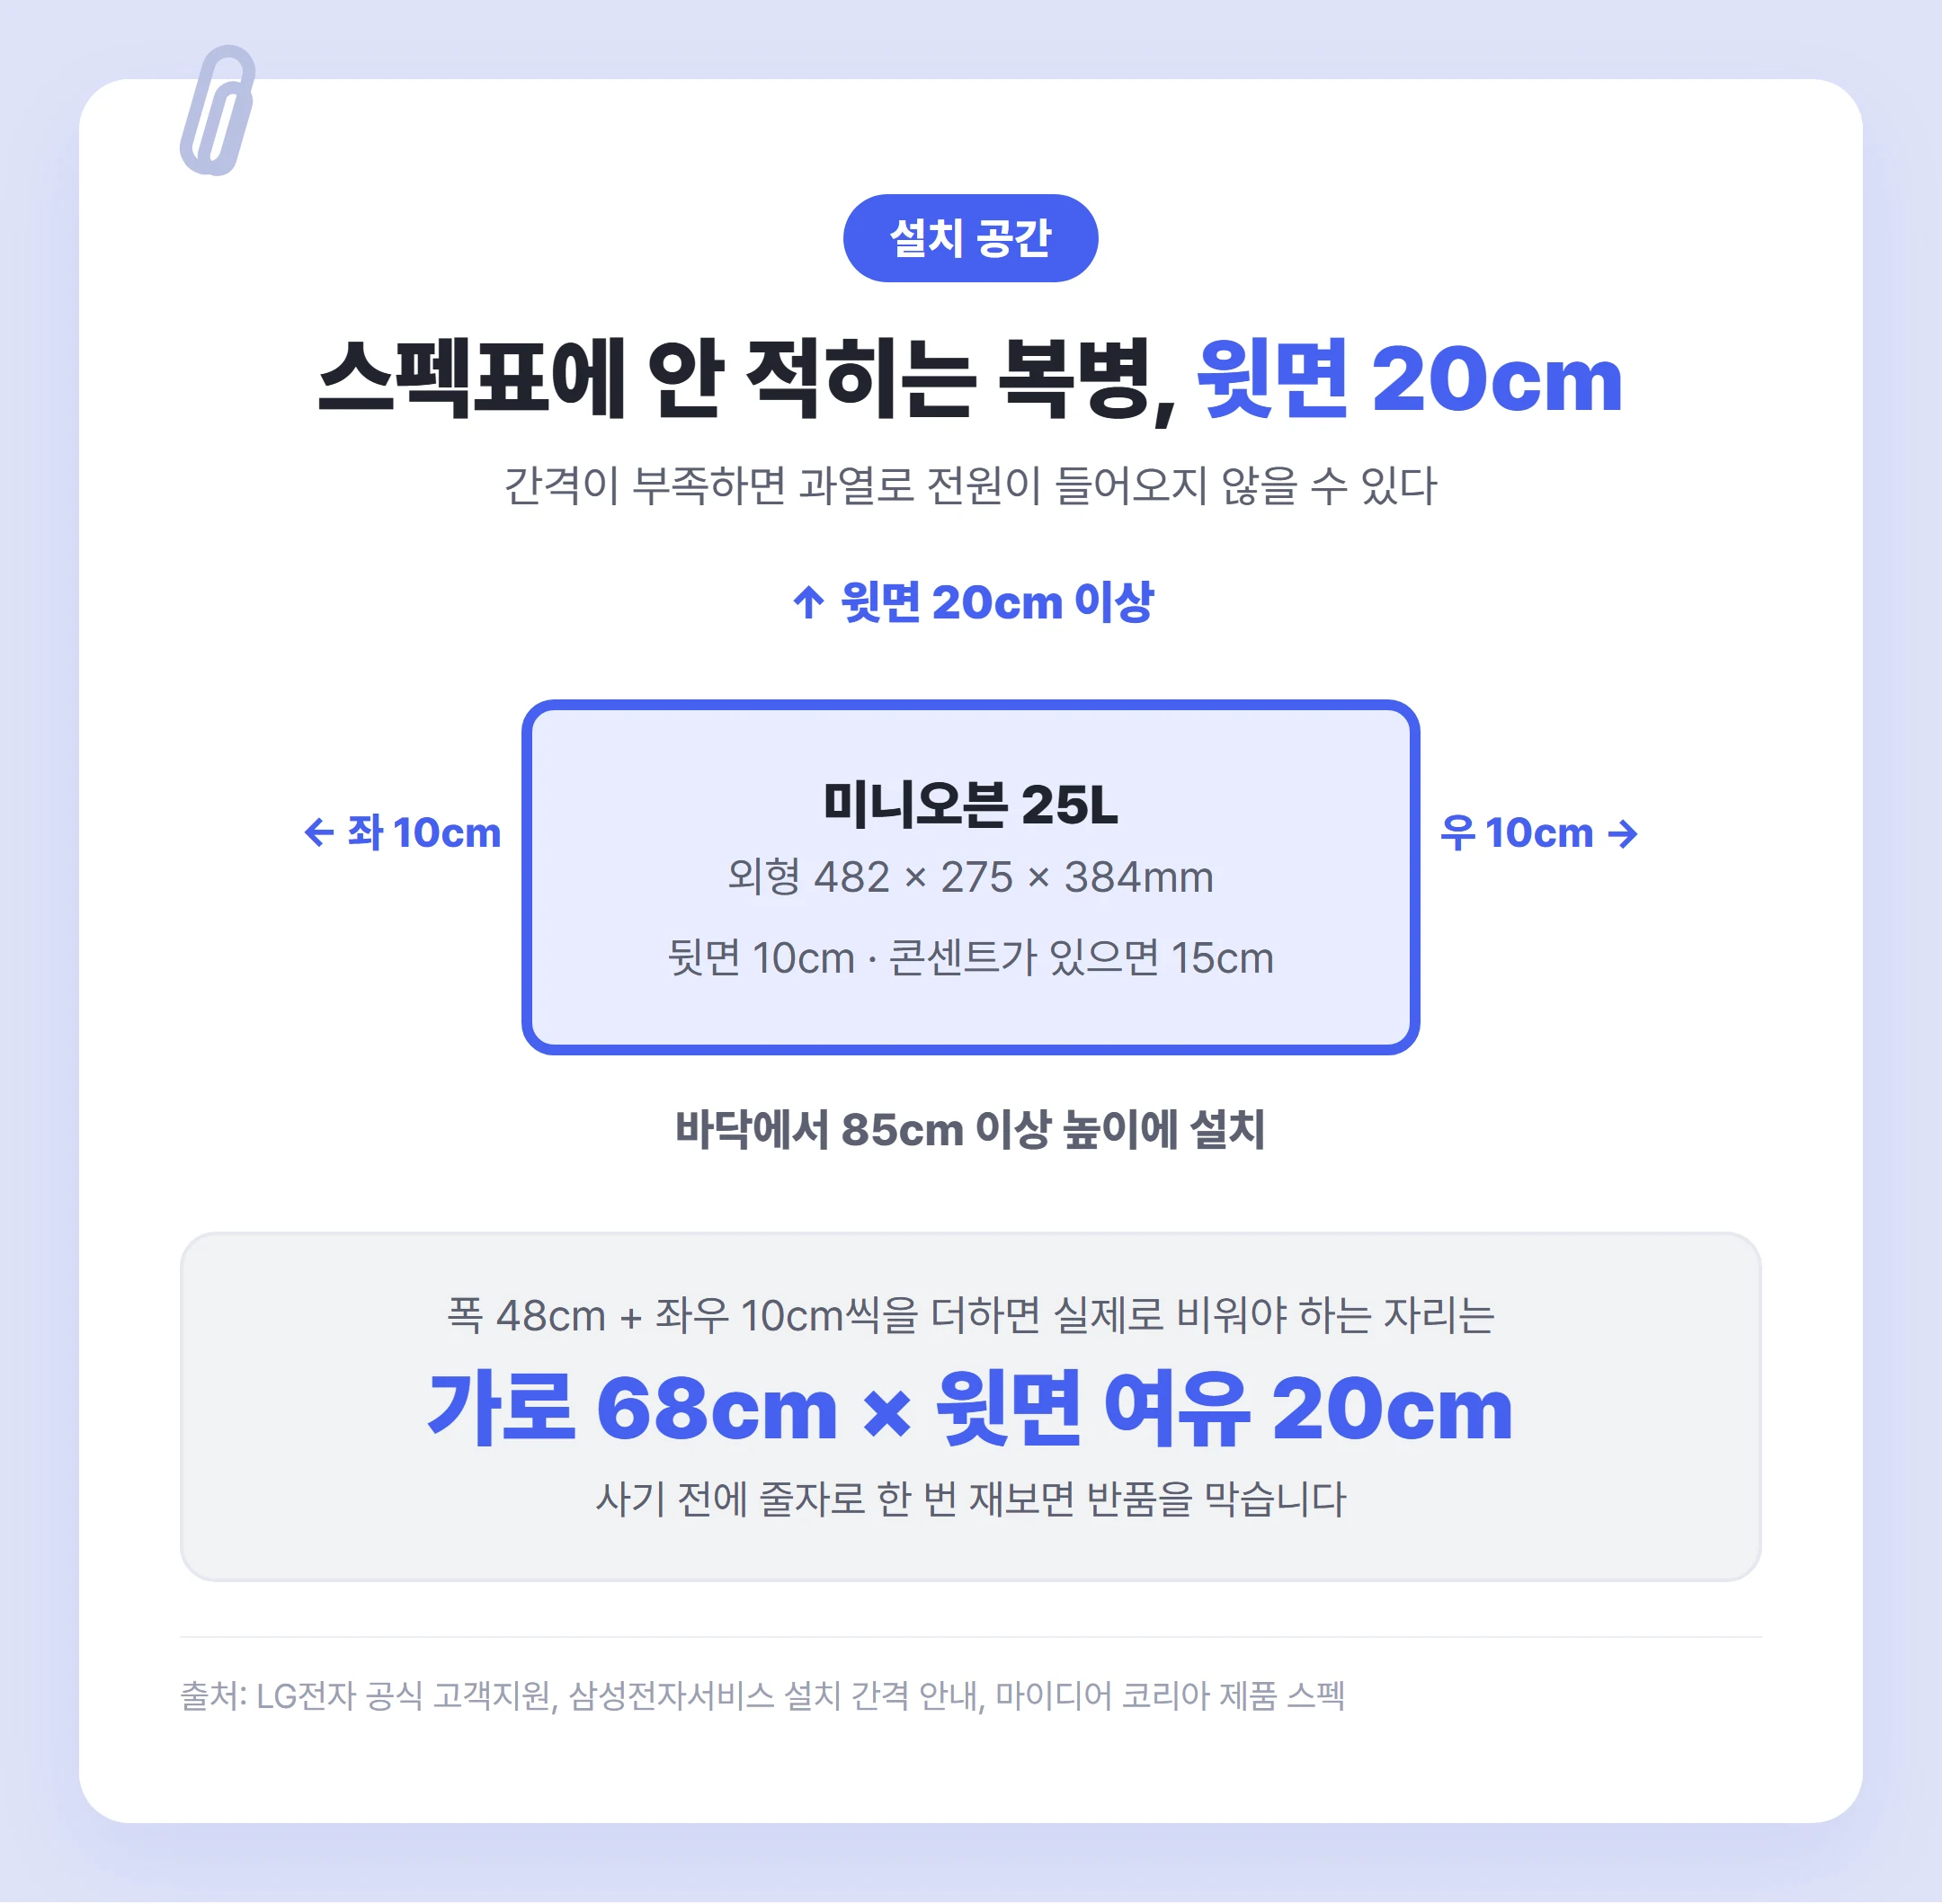 설치 공간
스펙표에 안 적히는 복병, 윗면 20cm
간격이 부족하면 과열로 전원이 들어오지 않을 수 있다
↑ 윗면 20cm 이상
← 좌 10cm
미니오븐 25L
외형 482 × 275 × 384mm
뒷면 10cm · 콘센트가 있으면 15cm
우 10cm →
바닥에서 85cm 이상 높이에 설치
폭 48cm + 좌우 10cm씩을 더하면 실제로 비워야 하는 자리는
가로 68cm × 윗면 여유 20cm
사기 전에 줄자로 한 번 재보면 반품을 막습니다
출처: LG전자 공식 고객지원, 삼성전자서비스 설치 간격 안내, 마이디어 코리아 제품 스펙